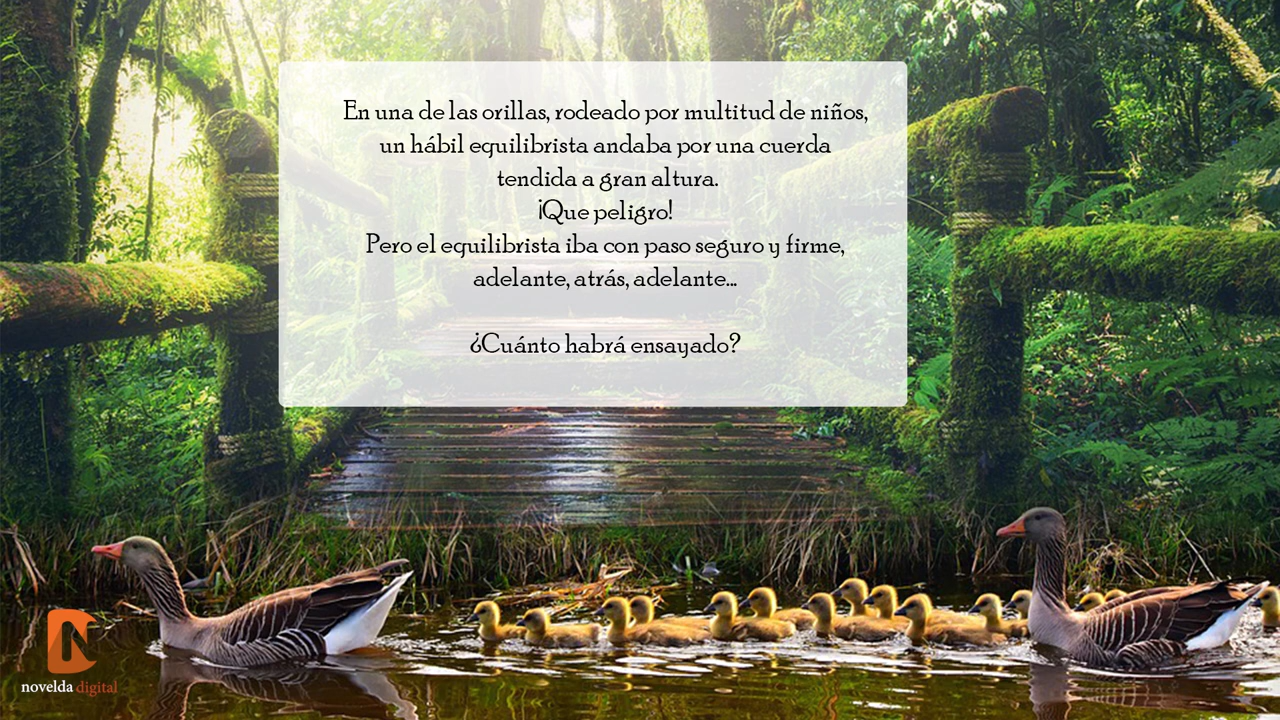 En una de las orillas, rodeado por multitud de niños,
un hábil equilibrista andaba por una cuerda
tendida a gran altura.
¡Que peligro!
Pero el equilibrista iba con paso seguro y firme,
adelante, atrás, adelante...
¿Cuánto habrá ensayado?
novelda digital